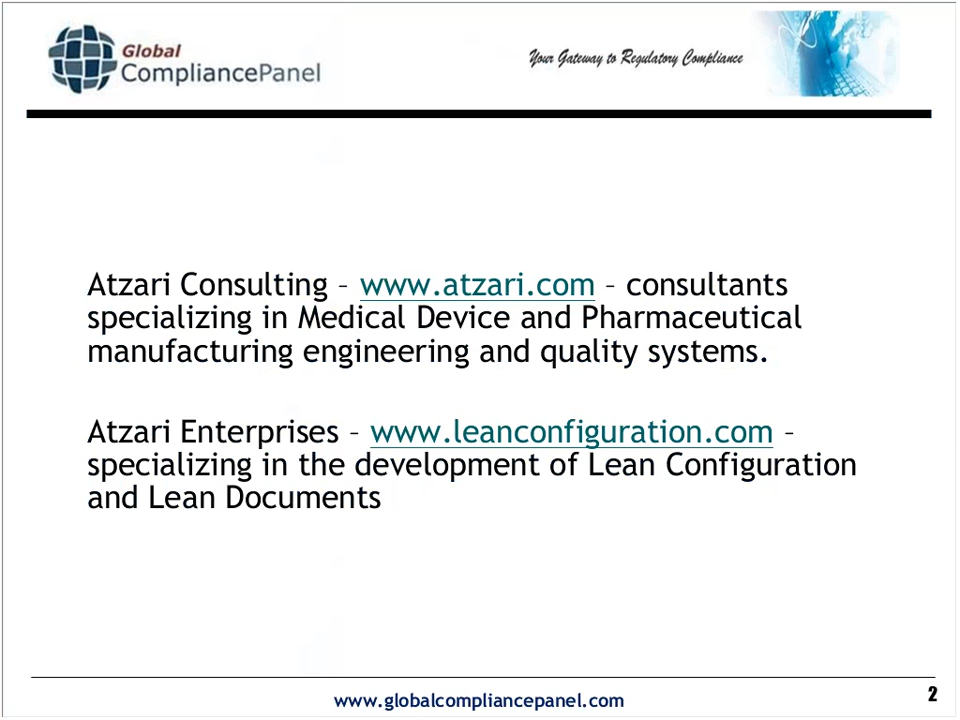 Global
CompliancePanel
Your Gateway to Regulatory Compliance
Atzari Consulting – www.atzari.com – consultants
specializing in Medical Device and Pharmaceutical
manufacturing engineering and quality systems.
Atzari Enterprises – www.leanconfiguration.com –
specializing in the development of Lean Configuration
and Lean Documents
www.globalcompliancepanel.com
2